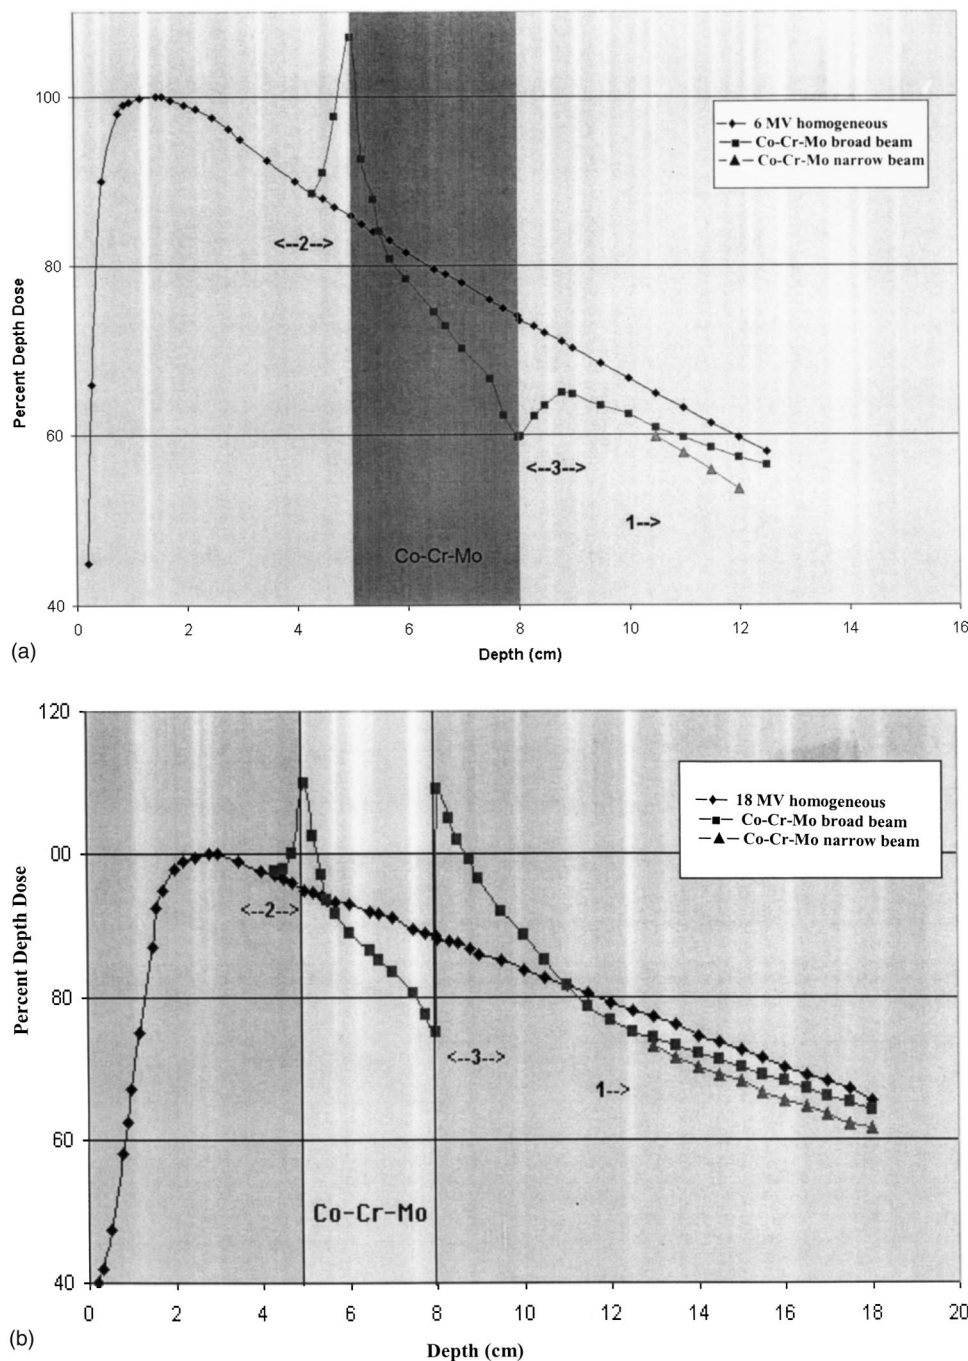 100
80
60
40
Percent Depth Dose
6 MV homogeneous
Co-Cr-Mo broad beam
Co-Cr-Mo narrow beam
<--2-->
<--3-->
1-->
Co-Cr-Mo
0 2 4 6 8 10 12 14 16
Depth (cm)
(a)
120
00
80
60
40
Percent Depth Dose
18 MV homogeneous
Co-Cr-Mo broad beam
Co-Cr-Mo narrow beam
<--2-->
<--3-->
1-->
Co-Cr-Mo
0 2 4 6 8 10 12 14 16 18 20
Depth (cm)
(b)